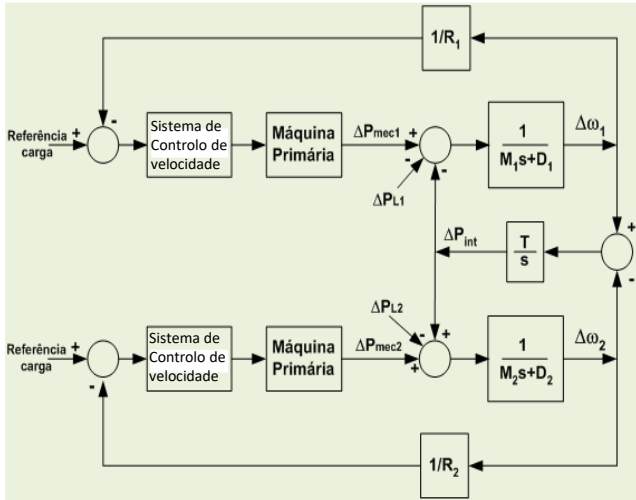 1/R₁
-
Referência +
carga
Sistema de
Controlo de
velocidade
Máquina
Primária
ΔPmec1 +
-
-
ΔPL1
1
M₁s+D₁
Δω₁
+
-
ΔPint
T
s
ΔPL2
-
+
Referência +
carga
-
Sistema de
Controlo de
velocidade
Máquina
Primária
ΔPmec2
+
1
M₂s+D₂
Δω₂
1/R₂